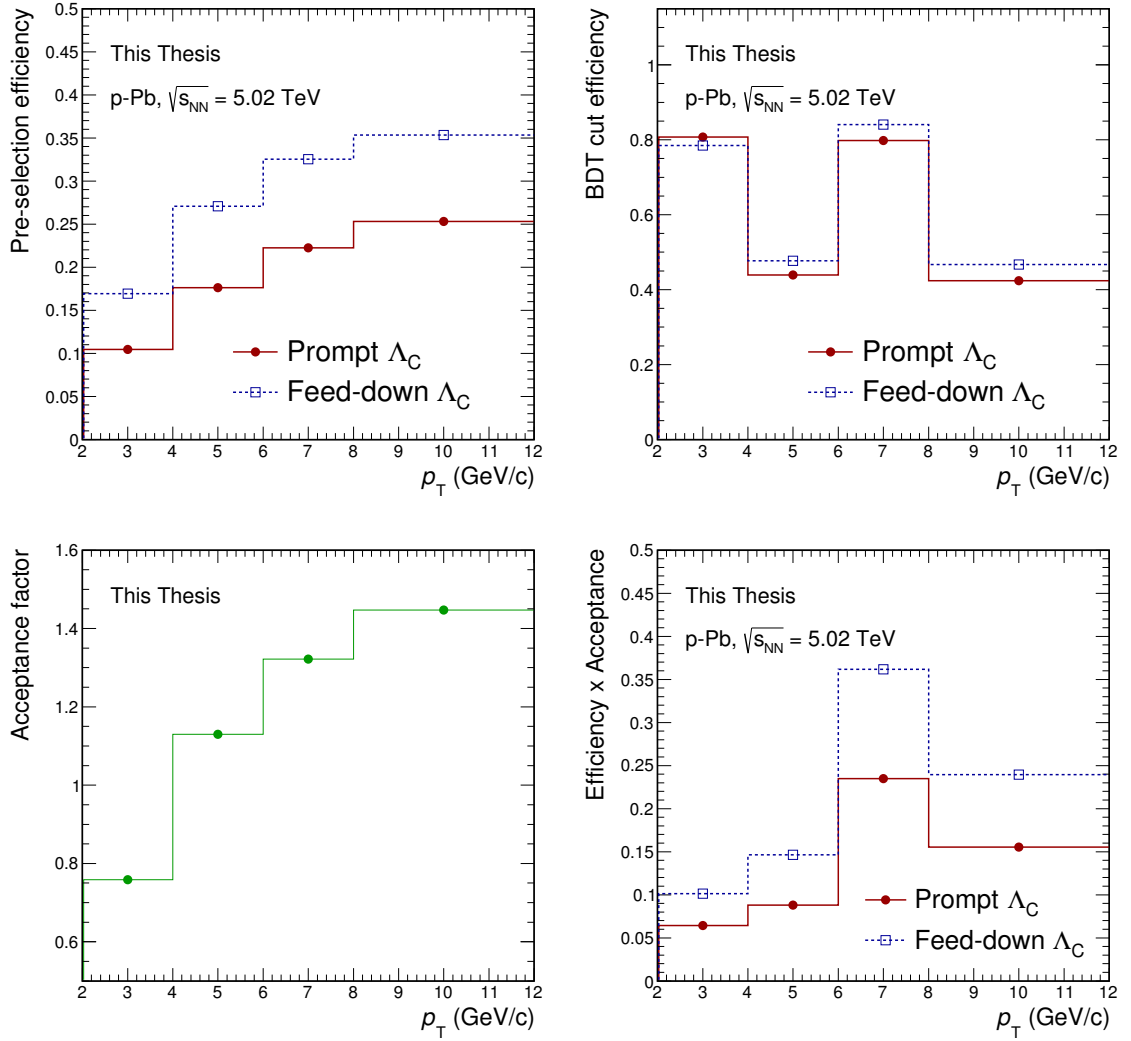 Pre-selection efficiency
0.5
0.45
0.4
0.35
0.3
0.25
0.2
0.15
0.1
0.05
0
This Thesis
p-Pb, √sNN = 5.02 TeV
Prompt ΛC
Feed-down ΛC
2 3 4 5 6 7 8 9 10 11 12
pT (GeV/c)
BDT cut efficiency
1
0.8
0.6
0.4
0.2
0
This Thesis
p-Pb, √sNN = 5.02 TeV
Prompt ΛC
Feed-down ΛC
2 3 4 5 6 7 8 9 10 11 12
pT (GeV/c)
Acceptance factor
1.6
1.4
1.2
1
0.8
0.6
This Thesis
2 3 4 5 6 7 8 9 10 11 12
pT (GeV/c)
Efficiency x Acceptance
0.5
0.45
0.4
0.35
0.3
0.25
0.2
0.15
0.1
0.05
0
This Thesis
p-Pb, √sNN = 5.02 TeV
Prompt ΛC
Feed-down ΛC
2 3 4 5 6 7 8 9 10 11 12
pT (GeV/c)